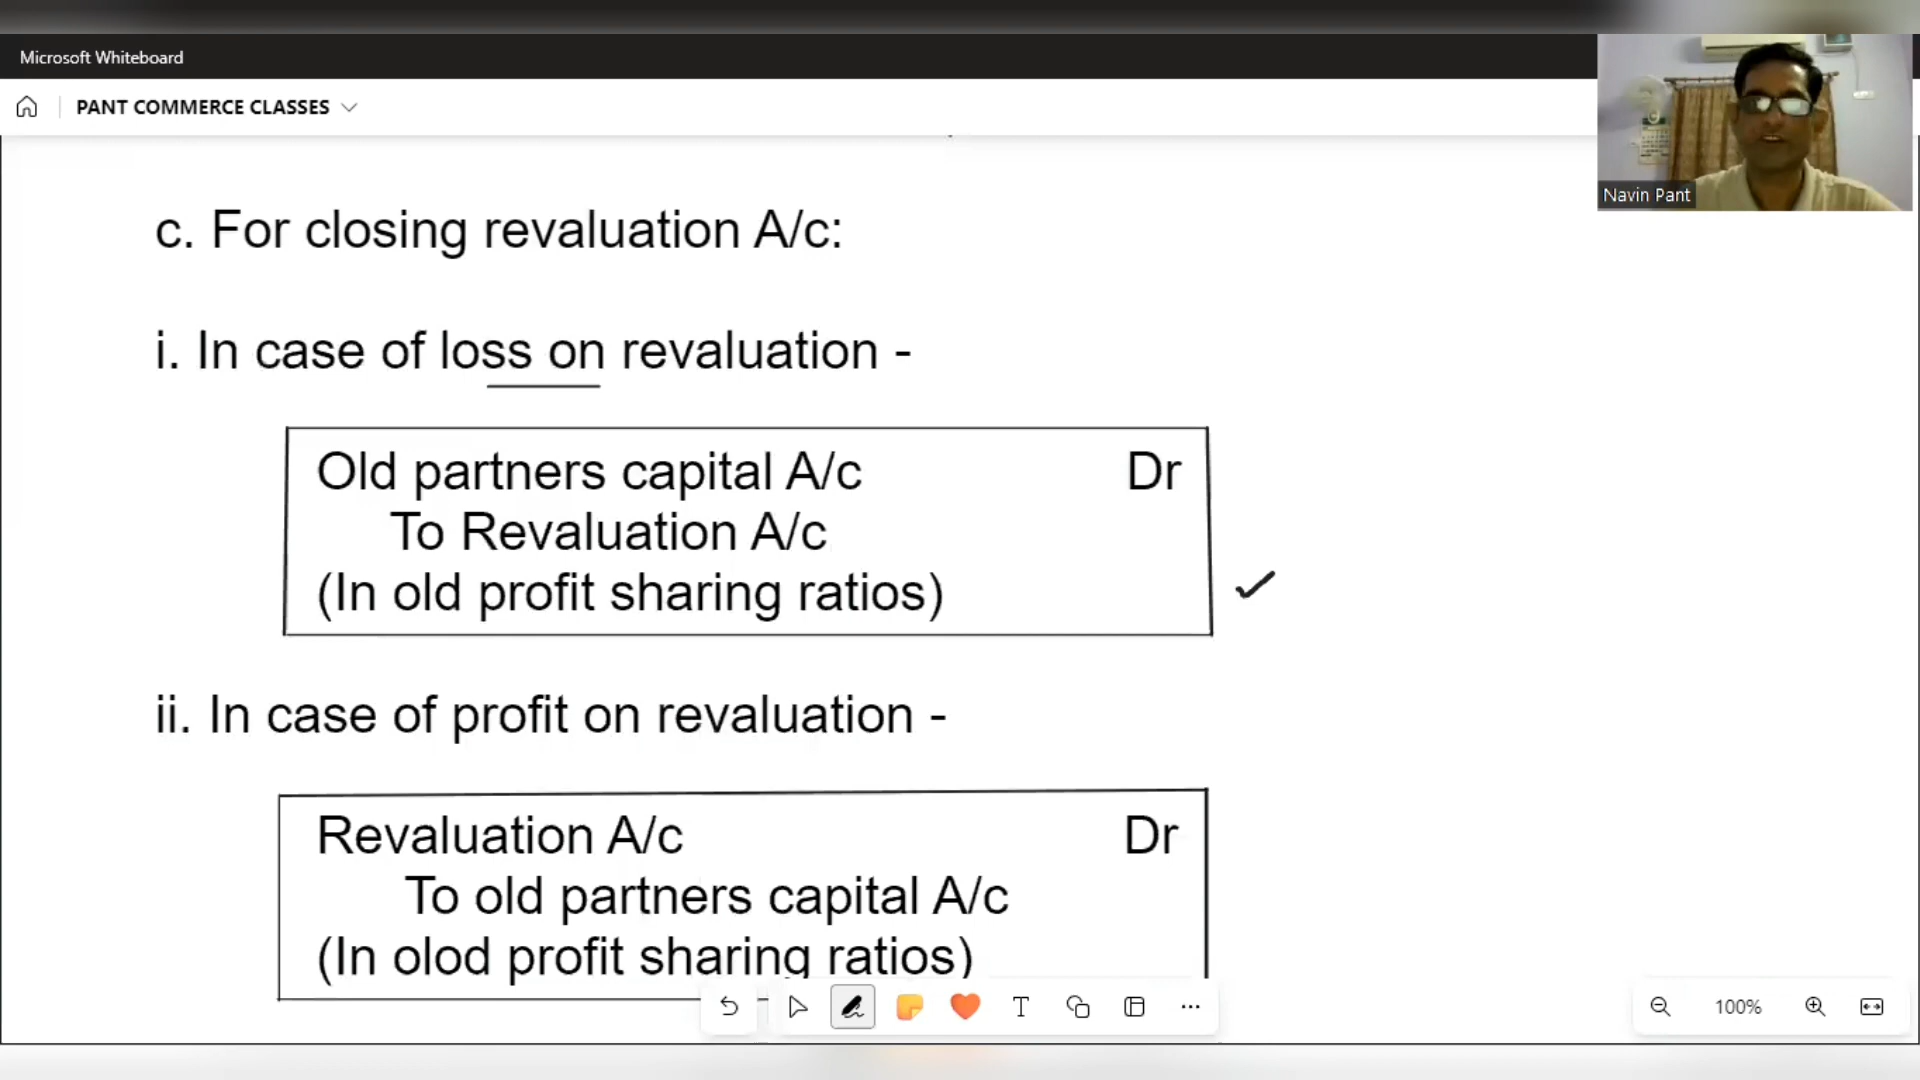 Microsoft Whiteboard
PANT COMMERCE CLASSES
Navin Pant
c. For closing revaluation A/c:
i. In case of loss on revaluation -
Old partners capital A/c Dr
To Revaluation A/c
(In old profit sharing ratios)
ii. In case of profit on revaluation -
Revaluation A/c Dr
To old partners capital A/c
(In olod profit sharing ratios)
T
100%